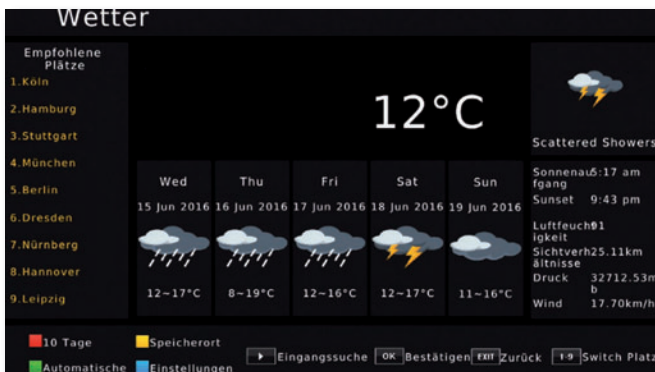 Wetter
Empfohlene
Plätze
1.Köln
2.Hamburg
3.Stuttgart
4.München
5.Berlin
6.Dresden
7.Nürnberg
8.Hannover
9.Leipzig
12°C
Wed
15 Jun 2016
12~17°C
Thu
16 Jun 2016
8~19°C
Fri
17 Jun 2016
12~16°C
Sat
18 Jun 2016
12~17°C
Sun
19 Jun 2016
11~16°C
Scattered Showers
Sonnenau5:17 am
fgang
Sunset 9:43 pm
Luftfeuch91
igkeit
Sichtverh25.11km
ältnisse
Druck 32712.53m
b
Wind 17.70km/h
10 Tage
Speicherort
Automatische
Einstellungen
Eingangssuche
OK Bestätigen
EXIT Zurück
1-9 Switch Platz